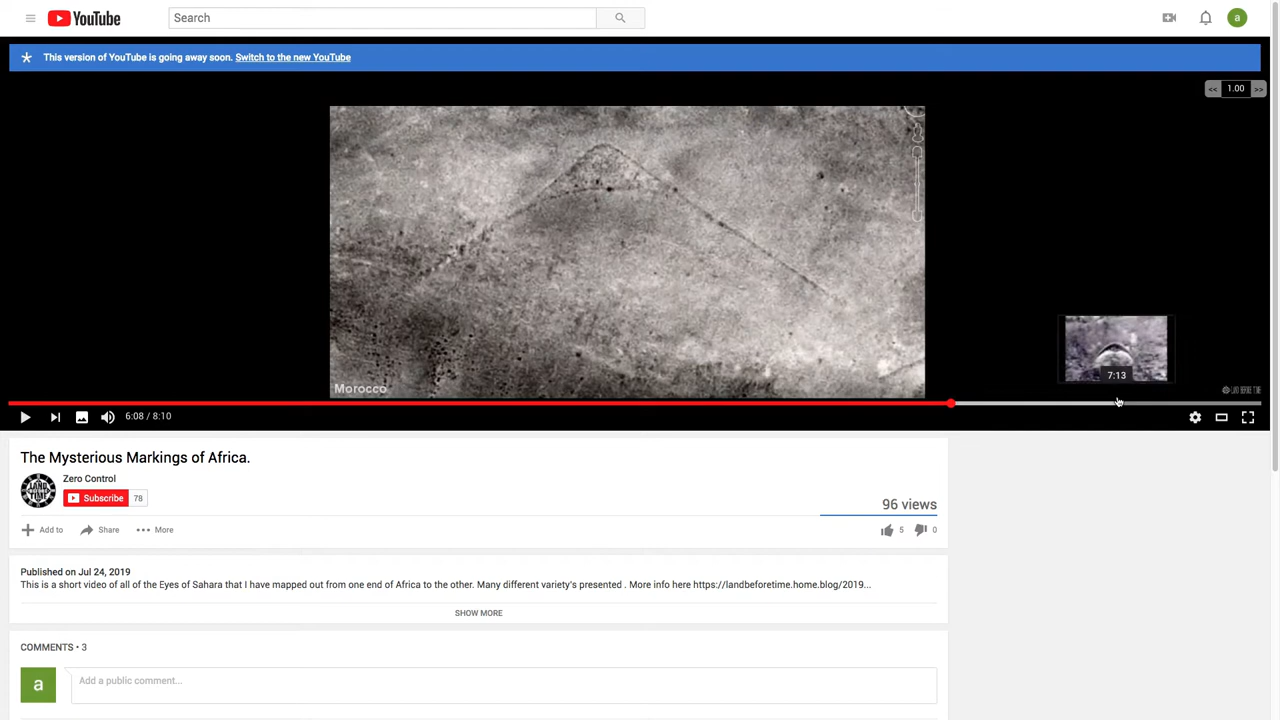 YouTube
Search
a
This version of YouTube is going away soon. Switch to the new YouTube
<< 1.00 >>
Morocco
7:13
LAND BEFORE TIME
6:08 / 8:10
The Mysterious Markings of Africa.
Zero Control
Subscribe 78
96 views
Add to Share More
5 0
Published on Jul 24, 2019
This is a short video of all of the Eyes of Sahara that I have mapped out from one end of Africa to the other. Many different variety's presented . More info here https://landbeforetime.home.blog/2019...
SHOW MORE
COMMENTS • 3
a
Add a public comment...